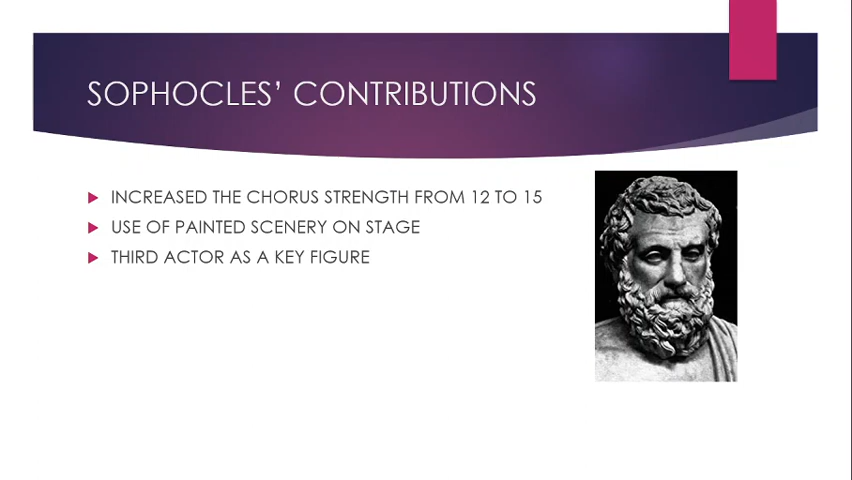 SOPHOCLES’ CONTRIBUTIONS
INCREASED THE CHORUS STRENGTH FROM 12 TO 15
USE OF PAINTED SCENERY ON STAGE
THIRD ACTOR AS A KEY FIGURE